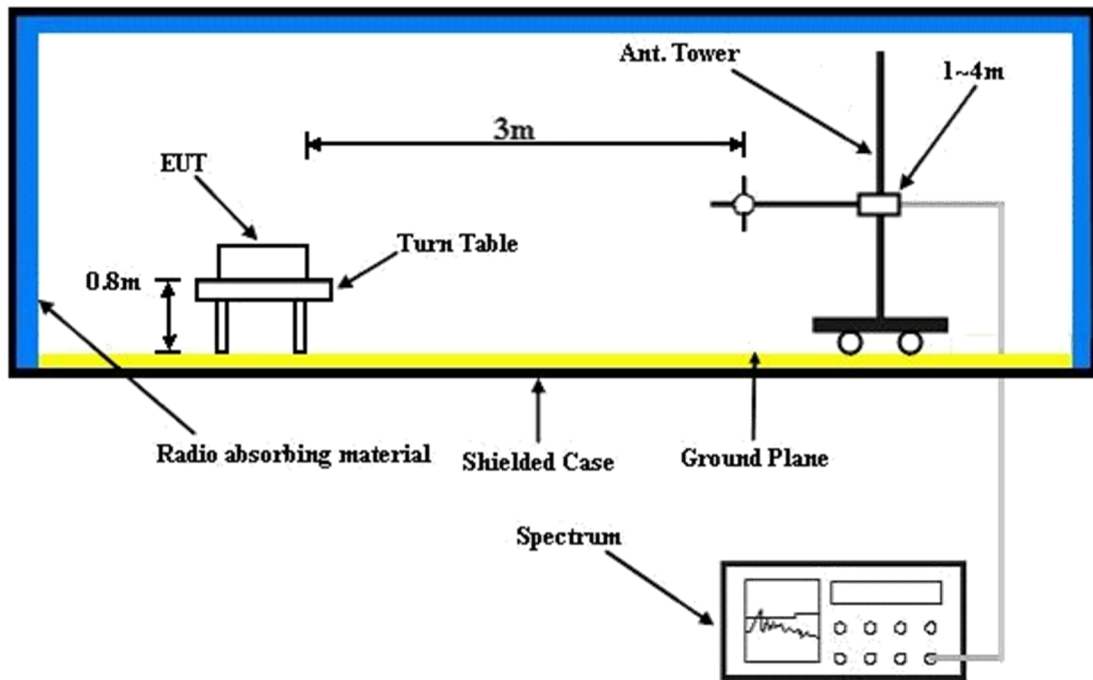 Ant. Tower
1~4m
3m
EUT
Turn Table
0.8m
Radio absorbing material
Shielded Case
Ground Plane
Spectrum